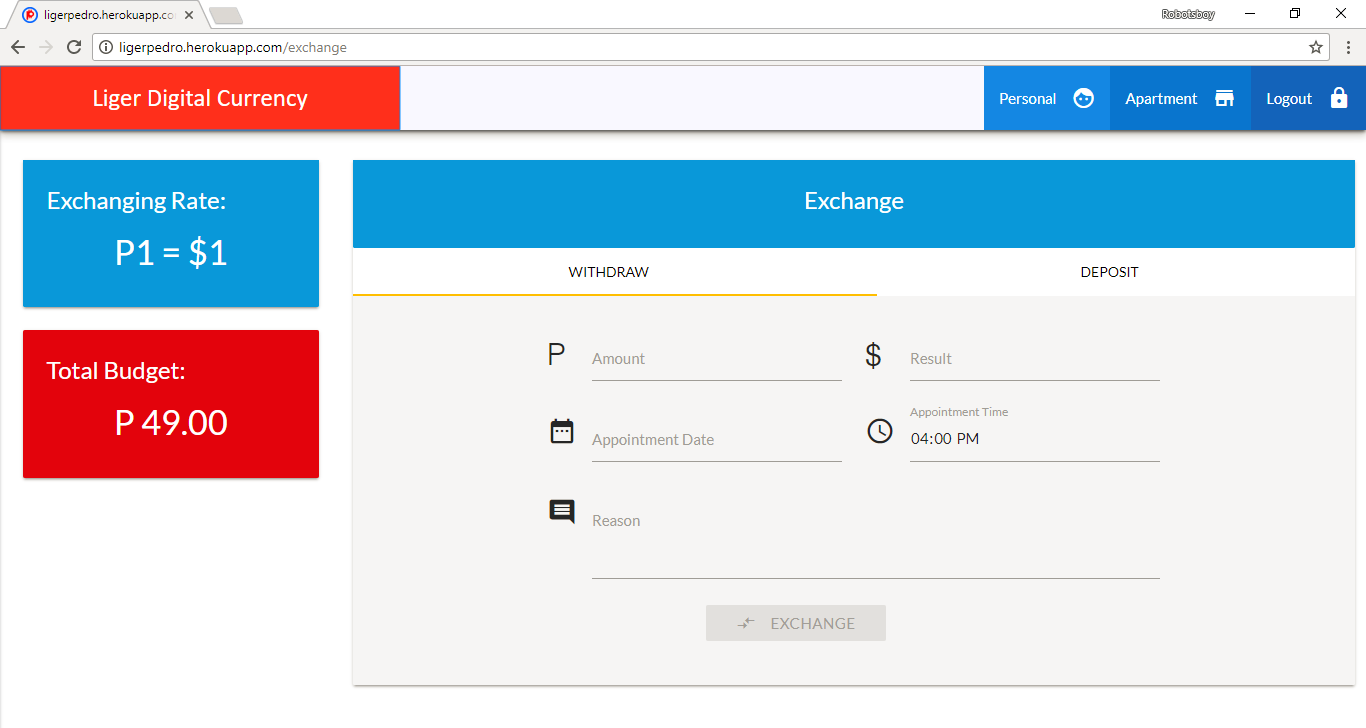 ligerpedro.herokuapp.co
Robotsboy
ligerpedro.herokuapp.com/exchange
Liger Digital Currency
Personal
Apartment
Logout
Exchanging Rate:
P1 = $1
Total Budget:
P 49.00
Exchange
WITHDRAW
DEPOSIT
P Amount
$ Result
Appointment Date
Appointment Time
04:00 PM
Reason
EXCHANGE